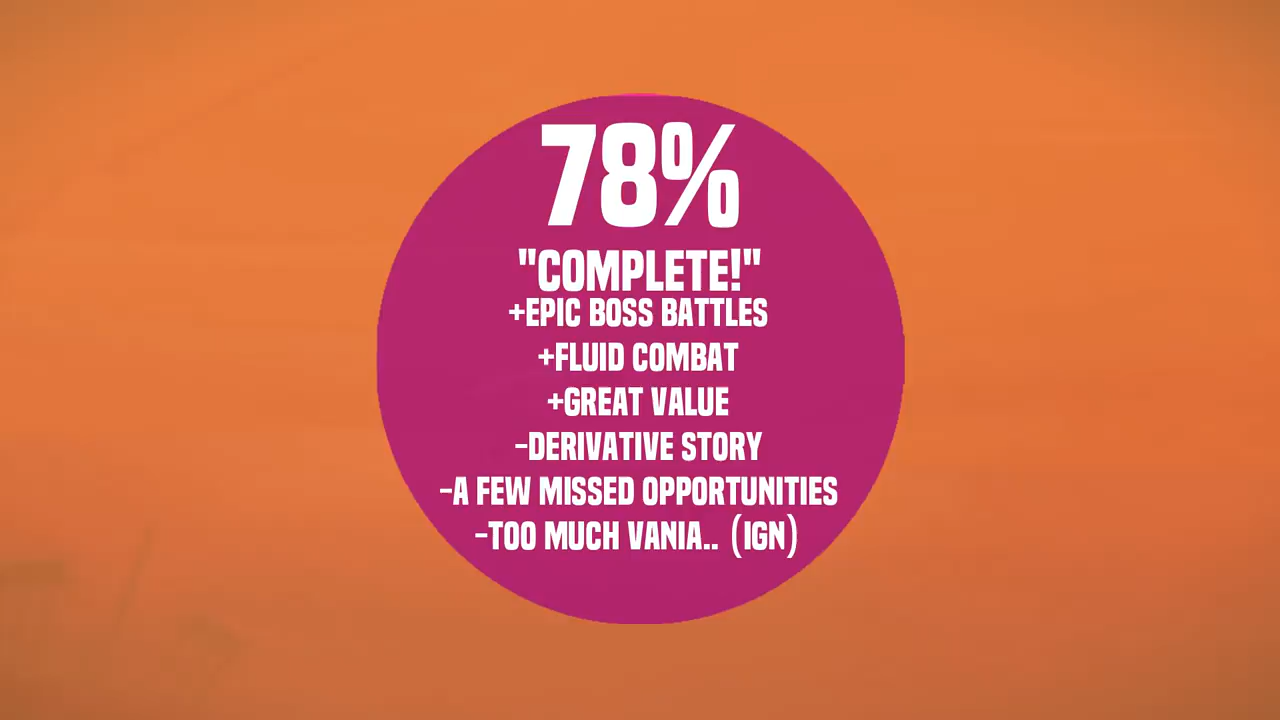 78%
"COMPLETE!"
+EPIC BOSS BATTLES
+FLUID COMBAT
+GREAT VALUE
-DERIVATIVE STORY
-A FEW MISSED OPPORTUNITIES
-TOO MUCH VANIA.. (IGN)